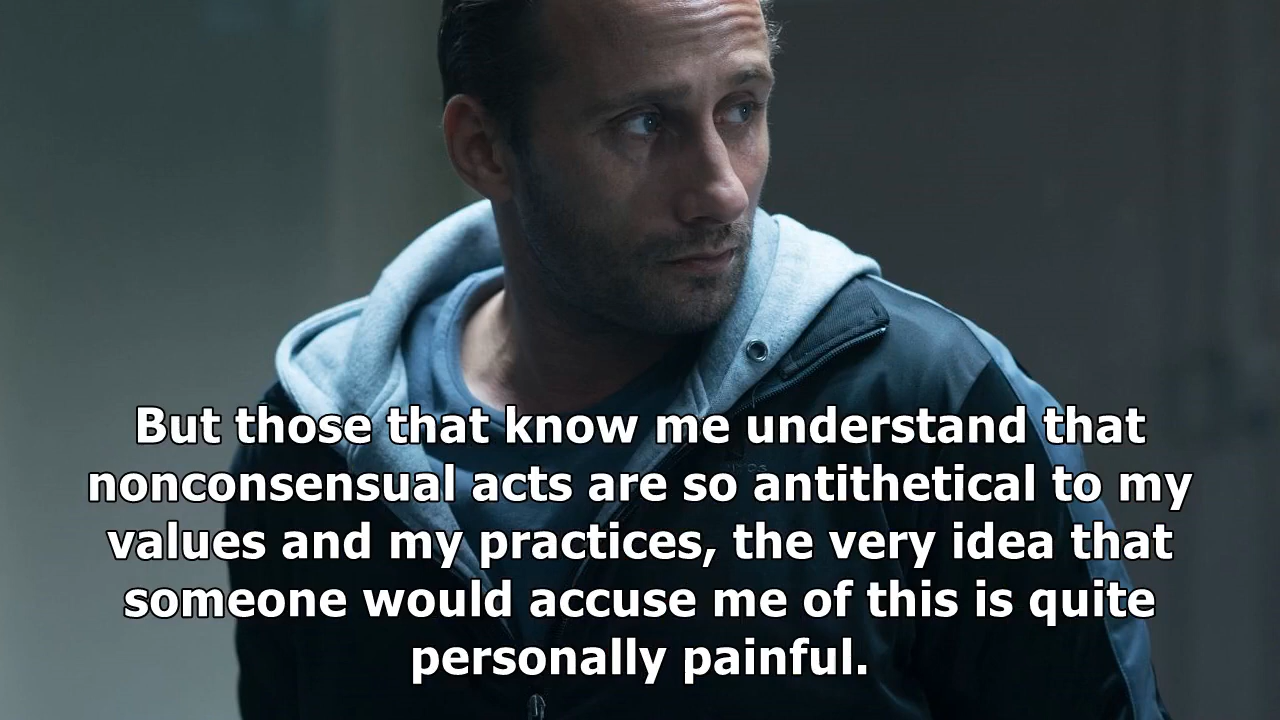 But those that know me understand that
nonconsensual acts are so antithetical to my
values and my practices, the very idea that
someone would accuse me of this is quite
personally painful.